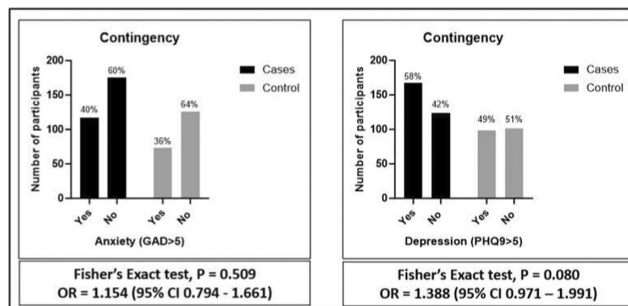 Contingency
200
150
100
50
0
Number of participants
40%
60%
36%
64%
Cases
Control
Yes
No
Yes
No
Anxiety (GAD>5)
Fisher's Exact test, P = 0.509
OR = 1.154 (95% CI 0.794 - 1.661)
Contingency
200
150
100
50
0
Number of participants
58%
42%
49%
51%
Cases
Control
Yes
No
Yes
No
Depression (PHQ9>5)
Fisher's Exact test, P = 0.080
OR = 1.388 (95% CI 0.971 – 1.991)